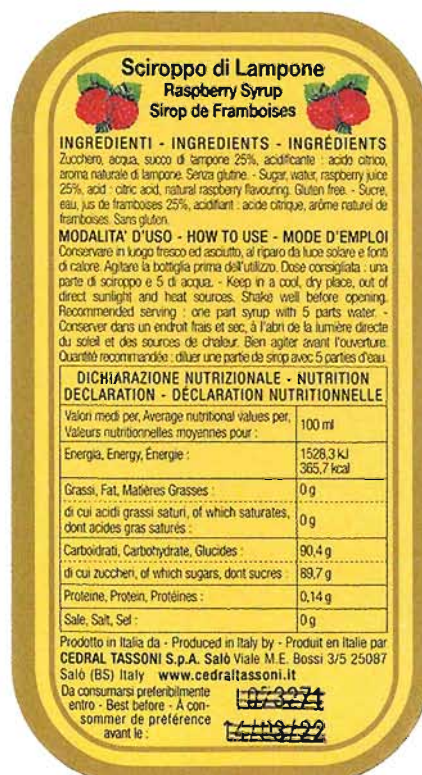 Sciroppo di Lampone
Raspberry Syrup
Sirop de Framboises
INGREDIENTI - INGREDIENTS - INGRÉDIENTS
Zucchero, acqua, succo di lampone 25%, acidificante : acido citrico,
aroma naturale di lampone. Senza glutine. - Sugar, water, raspberry juice
25%, acid : citric acid, natural raspberry flavouring. Gluten free. - Sucre,
eau, jus de framboises 25%, acidifiant : acide citrique, arôme naturel de
framboises. Sans gluten.
MODALITA' D'USO - HOW TO USE - MODE D'EMPLOI
Conservare in luogo fresco ed asciutto, al riparo da luce solare e fonti
di calore. Agitare la bottiglia prima dell'utilizzo. Dose consigliata : una
parte di sciroppo e 5 di acqua. - Keep in a cool, dry place, out of
direct sunlight and heat sources. Shake well before opening.
Recommended serving : one part syrup with 5 parts water. -
Conserver dans un endroit frais et sec, à l'abri de la lumière directe
du soleil et des sources de chaleur. Bien agiter avant l'ouverture.
Quantité recommandée : diluer une partie de sirop avec 5 parties d'eau.
DICHIARAZIONE NUTRIZIONALE - NUTRITION
DECLARATION - DÉCLARATION NUTRITIONNELLE
Valori medi per, Average nutritional values per,
Valeurs nutritionnelles moyennes pour : 100 ml
Energia, Energy, Énergie : 1528,3 kJ
365,7 kcal
Grassi, Fat, Matières Grasses : 0 g
di cui acidi grassi saturi, of which saturates,
dont acides gras saturés : 0 g
Carboidrati, Carbohydrate, Glucides : 90,4 g
di cui zuccheri, of which sugars, dont sucres : 89,7 g
Proteine, Protein, Protéines : 0,14 g
Sale, Salt, Sel : 0 g
Prodotto in Italia da - Produced in Italy by - Produit en Italie par
CEDRAL TASSONI S.p.A. Salò Viale M.E. Bossi 3/5 25087
Salò (BS) Italy www.cedraltassoni.it
Da consumarsi preferibilmente
entro - Best before - À con-
sommer de préférence
avant le :